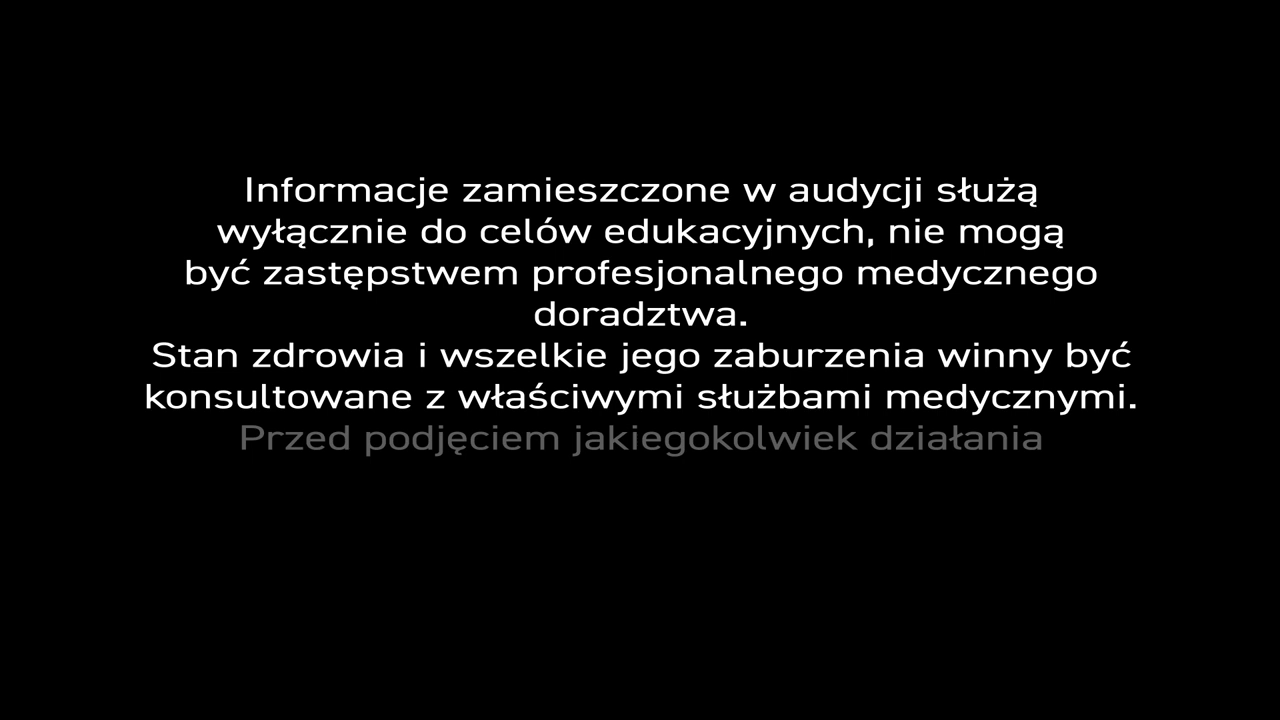 Informacje zamieszczone w audycji służą
wyłącznie do celów edukacyjnych, nie mogą
być zastępstwem profesjonalnego medycznego
doradztwa.
Stan zdrowia i wszelkie jego zaburzenia winny być
konsultowane z właściwymi służbami medycznymi.
Przed podjęciem jakiegokolwiek działania